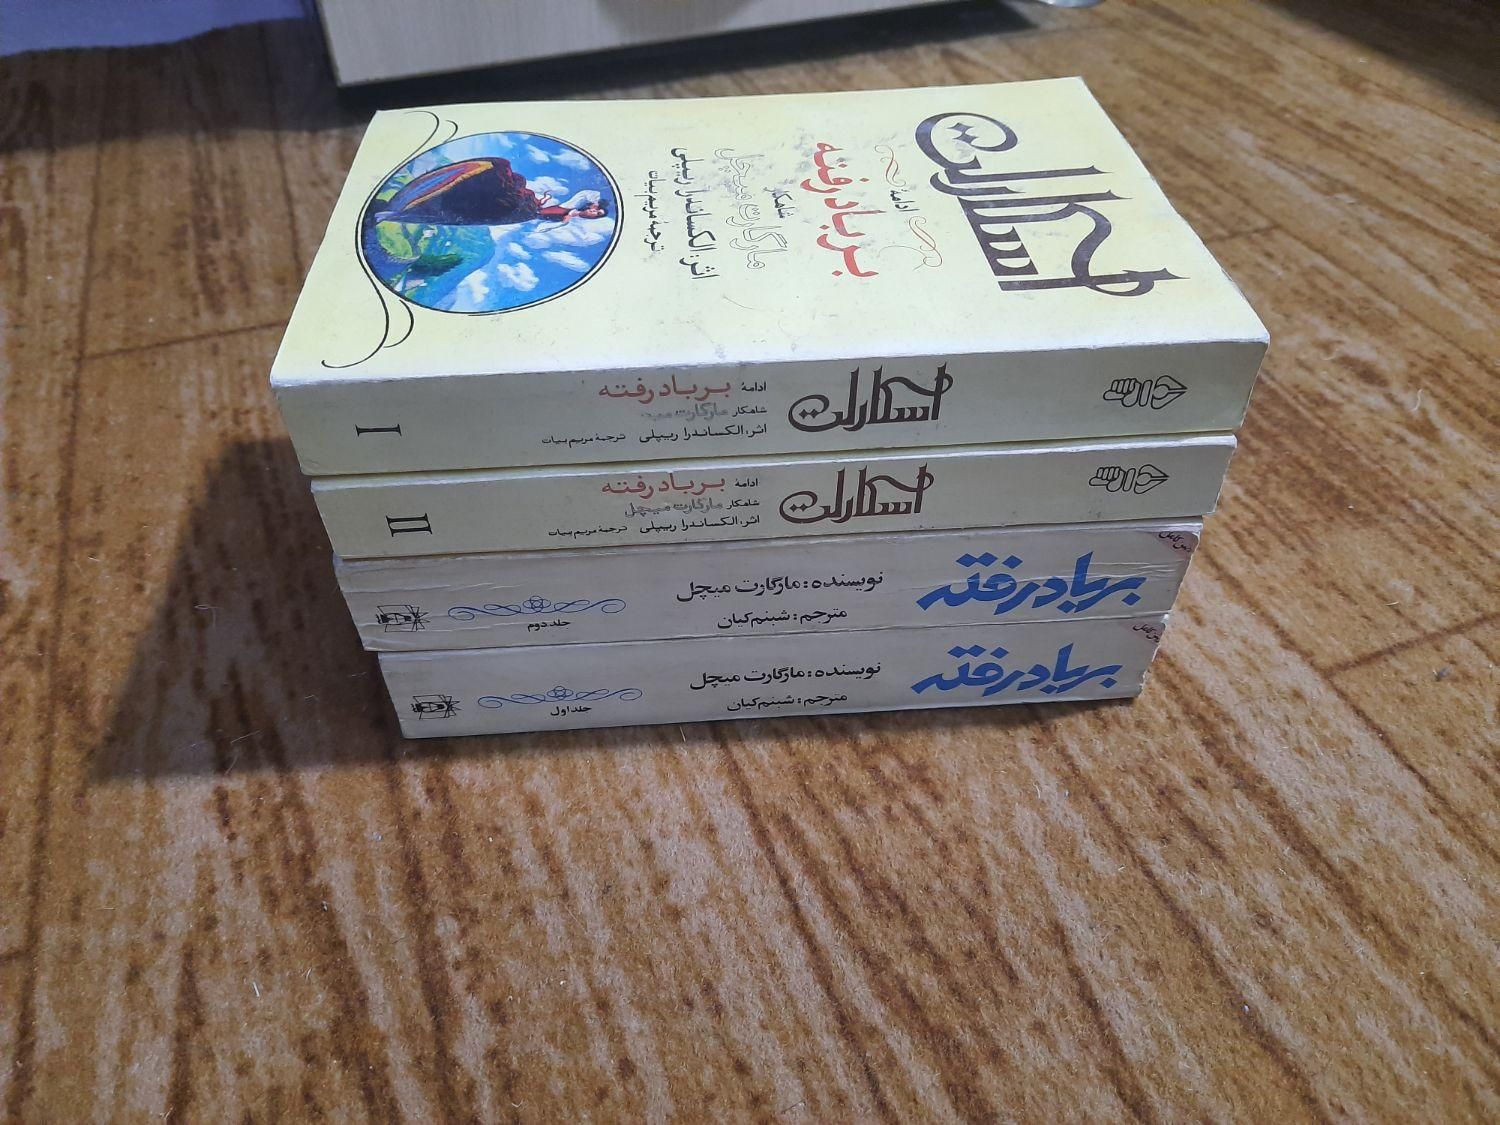 اسکارلت
ادامهٔ
بر باد رفته
شاهکار
مارگارت میچل
اثر: الکساندرا ریپلی
ترجمهٔ مریم بیات
اسکارلت
ادامهٔ بر باد رفته
شاهکار مارگارت می
اثر: الکساندرا ریپلی ترجمهٔ مریم بیات
I
اسکارلت
ادامهٔ بر باد رفته
شاهکار مارگارت میچل
اثر: الکساندرا ریپلی ترجمهٔ مریم بیات
II
بر باد رفته
نویسنده: مارگارت میچل
مترجم: شبنم کیان
جلد دوم
بر باد رفته
نویسنده: مارگارت میچل
مترجم: شبنم کیان
جلد اول